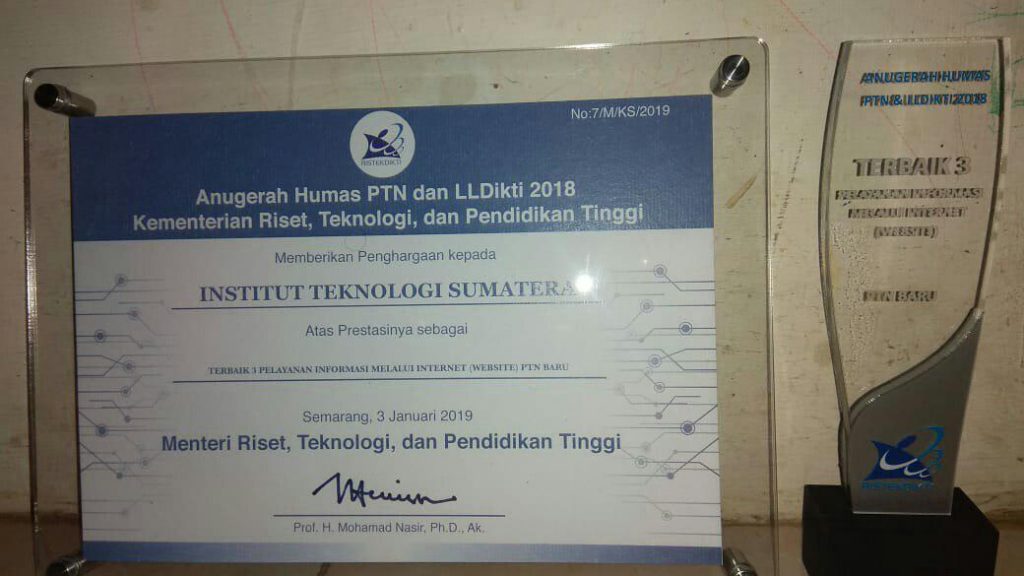 No:7/M/KS/2019
RISTEKDIKTI
Anugerah Humas PTN dan LLDikti 2018
Kementerian Riset, Teknologi, dan Pendidikan Tinggi
Memberikan Penghargaan kepada
INSTITUT TEKNOLOGI SUMATERA
Atas Prestasinya sebagai
TERBAIK 3 PELAYANAN INFORMASI MELALUI INTERNET (WEBSITE) PTN BARU
Semarang, 3 Januari 2019
Menteri Riset, Teknologi, dan Pendidikan Tinggi
Prof. H. Mohamad Nasir, Ph.D., Ak.
ANUGERAH HUMAS
PTN & LLDIKTI 2018
TERBAIK 3
PELAYANAN INFORMASI
MELALUI INTERNET
(WEBSITE)
PTN BARU
RISTEKDIKTI